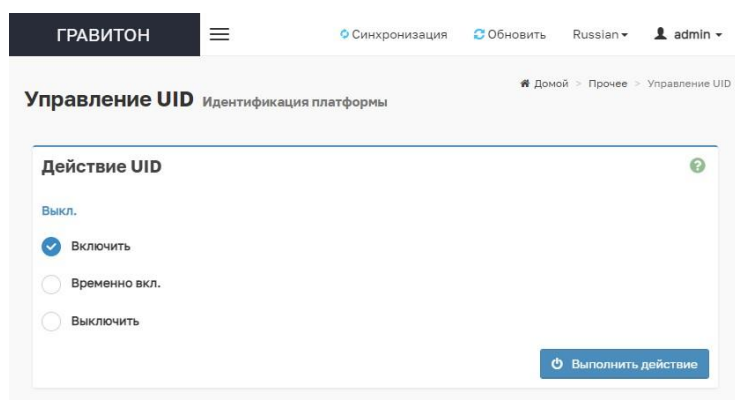 ГРАВИТОН
Синхронизация Обновить Russian admin
Домой > Прочее > Управление UID
Управление UID Идентификация платформы
Действие UID
Выкл.
Включить
Временно вкл.
Выключить
Выполнить действие